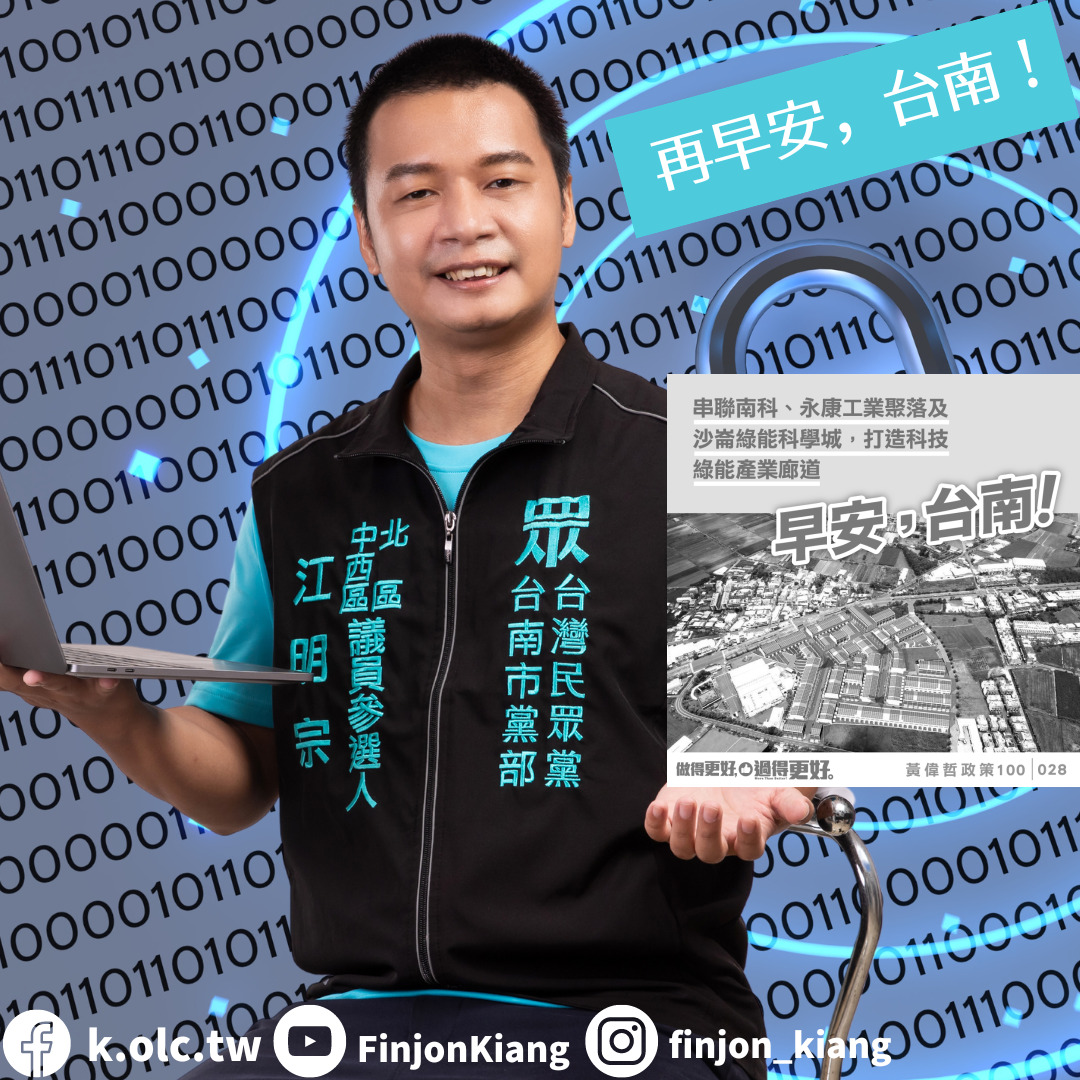 再早安，台南！
串聯南科、永康工業聚落及
沙崙綠能科學城，打造科技
綠能產業廊道
早安，台南！
做得更好，過得更好。
黃偉哲政策100 | 028
眾
台灣民眾黨
台南市黨部
北區
中西區
議員參選人
江明宗
k.olc.tw
FinjonKiang
finjon_kiang